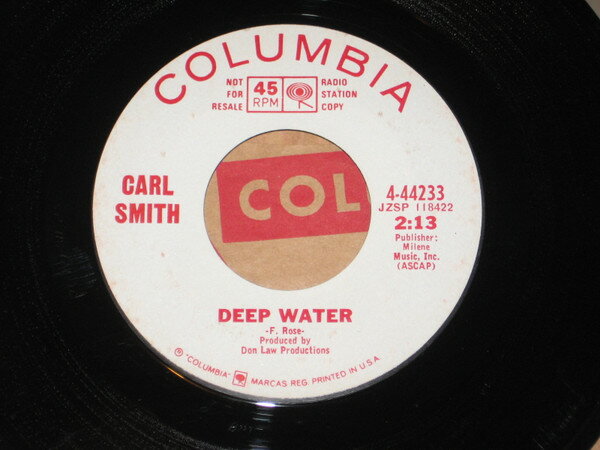 COLUMBIA
NOT FOR RESALE
45 RPM
RADIO STATION COPY
CARL SMITH
COL
4-44233
JZSP 118422
2:13
Publisher:
Milene
Music, Inc.
(ASCAP)
DEEP WATER
-F. Rose-
Produced by
Don Law Productions
℗ "COLUMBIA" MARCAS REG. PRINTED IN U.S.A.